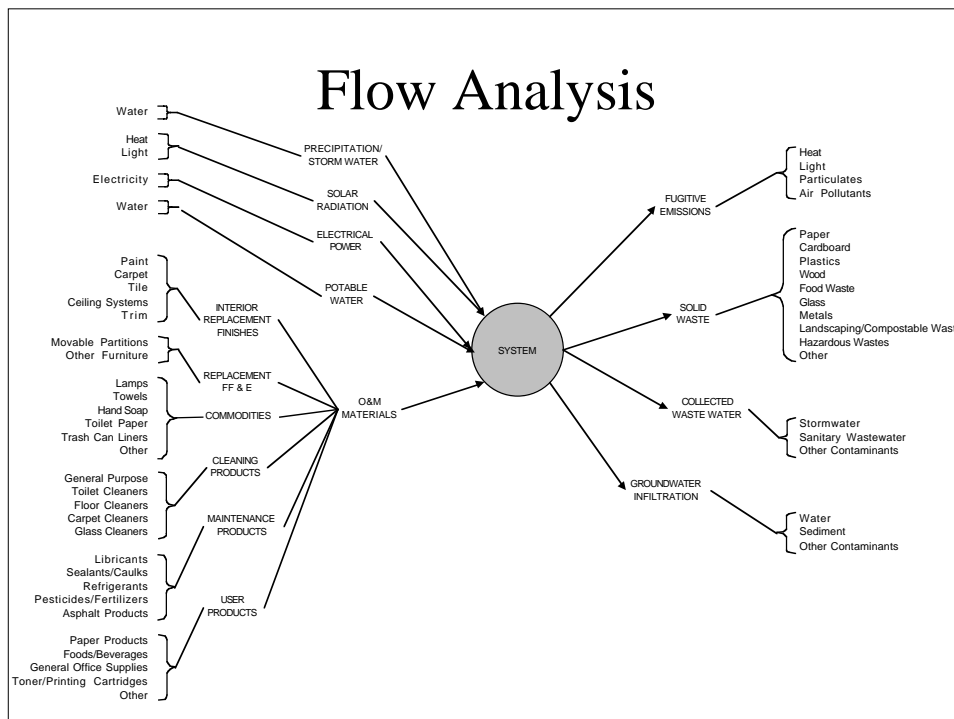 Flow Analysis
Water
PRECIPITATION/
STORM WATER
Heat
Light
SOLAR
RADIATION
Electricity
ELECTRICAL
POWER
Water
POTABLE
WATER
Paint
Carpet
Tile
Ceiling Systems
Trim
INTERIOR
REPLACEMENT
FINISHES
Movable Partitions
Other Furniture
REPLACEMENT
FF & E
Lamps
Towels
Hand Soap
Toilet Paper
Trash Can Liners
Other
COMMODITIES
General Purpose
Toilet Cleaners
Floor Cleaners
Carpet Cleaners
Glass Cleaners
CLEANING
PRODUCTS
Libricants
Sealants/Caulks
Refrigerants
Pesticides/Fertilizers
Asphalt Products
MAINTENANCE
PRODUCTS
Paper Products
Foods/Beverages
General Office Supplies
Toner/Printing Cartridges
Other
USER
PRODUCTS
O&M
MATERIALS
SYSTEM
FUGITIVE
EMISSIONS
Heat
Light
Particulates
Air Pollutants
SOLID
WASTE
Paper
Cardboard
Plastics
Wood
Food Waste
Glass
Metals
Landscaping/Compostable Wast
Hazardous Wastes
Other
COLLECTED
WASTE WATER
Stormwater
Sanitary Wastewater
Other Contaminants
GROUNDWATER
INFILTRATION
Water
Sediment
Other Contaminants